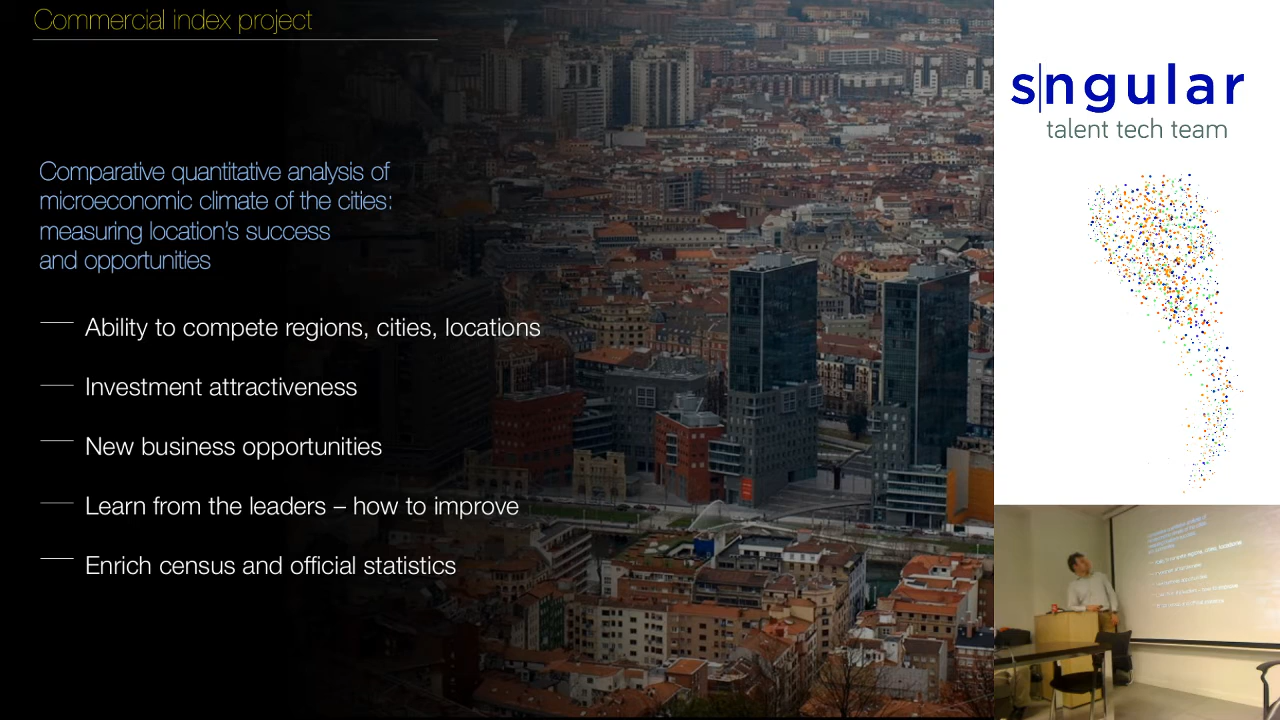 Commercial index project
Comparative quantitative analysis of
microeconomic climate of the cities:
measuring location's success
and opportunities
Ability to compete regions, cities, locations
Investment attractiveness
New business opportunities
Learn from the leaders – how to improve
Enrich census and official statistics
sngular
talent tech team